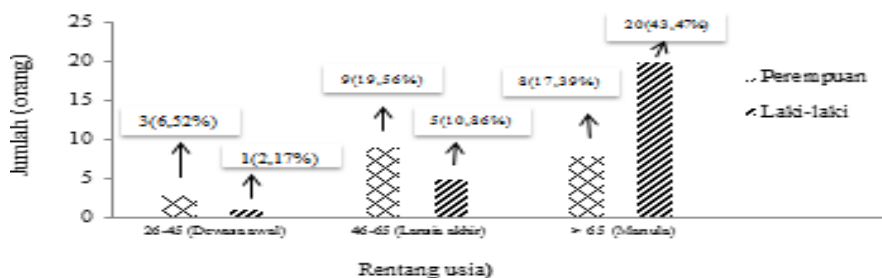 25
20
15
10
5
0
Jumlah (orang)
3(6,52%)
1(2,17%)
9(19,56%)
5(10,86%)
8(17,39%)
20(43,47%)
Perempuan
Laki-laki
26-45 (Dewasa awal)
46-65 (Lansia akhir)
> 65 (Manula)
Rentang usia)